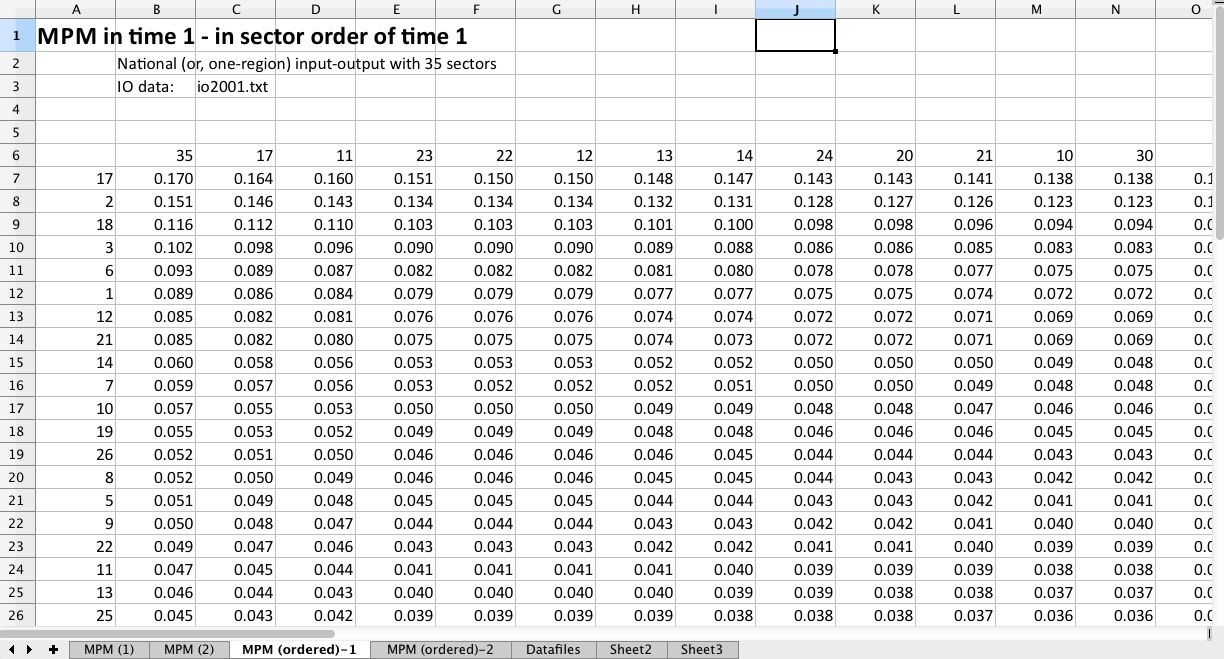 A B C D E F G H I J K L M N O
1 MPM in time 1 - in sector order of time 1
2 National (or, one-region) input-output with 35 sectors
3 IO data: io2001.txt
4
5
6 35 17 11 23 22 12 13 14 24 20 21 10 30
7 17 0.170 0.164 0.160 0.151 0.150 0.150 0.148 0.147 0.143 0.143 0.141 0.138 0.138 0.1
8 2 0.151 0.146 0.143 0.134 0.134 0.134 0.132 0.131 0.128 0.127 0.126 0.123 0.123 0.1
9 18 0.116 0.112 0.110 0.103 0.103 0.103 0.101 0.100 0.098 0.098 0.096 0.094 0.094 0.0
10 3 0.102 0.098 0.096 0.090 0.090 0.090 0.089 0.088 0.086 0.086 0.085 0.083 0.083 0.0
11 6 0.093 0.089 0.087 0.082 0.082 0.082 0.081 0.080 0.078 0.078 0.077 0.075 0.075 0.0
12 1 0.089 0.086 0.084 0.079 0.079 0.079 0.077 0.077 0.075 0.075 0.074 0.072 0.072 0.0
13 12 0.085 0.082 0.081 0.076 0.076 0.076 0.074 0.074 0.072 0.072 0.071 0.069 0.069 0.0
14 21 0.085 0.082 0.080 0.075 0.075 0.075 0.074 0.073 0.072 0.072 0.071 0.069 0.069 0.0
15 14 0.060 0.058 0.056 0.053 0.053 0.053 0.052 0.052 0.050 0.050 0.050 0.049 0.048 0.0
16 7 0.059 0.057 0.056 0.053 0.052 0.052 0.052 0.051 0.050 0.050 0.049 0.048 0.048 0.0
17 10 0.057 0.055 0.053 0.050 0.050 0.050 0.049 0.049 0.048 0.048 0.047 0.046 0.046 0.0
18 19 0.055 0.053 0.052 0.049 0.049 0.049 0.048 0.048 0.046 0.046 0.046 0.045 0.045 0.0
19 26 0.052 0.051 0.050 0.046 0.046 0.046 0.046 0.045 0.044 0.044 0.044 0.043 0.043 0.0
20 8 0.052 0.050 0.049 0.046 0.046 0.046 0.045 0.045 0.044 0.043 0.043 0.042 0.042 0.0
21 5 0.051 0.049 0.048 0.045 0.045 0.045 0.044 0.044 0.043 0.043 0.042 0.041 0.041 0.0
22 9 0.050 0.048 0.047 0.044 0.044 0.044 0.043 0.043 0.042 0.042 0.041 0.040 0.040 0.0
23 22 0.049 0.047 0.046 0.043 0.043 0.043 0.042 0.042 0.041 0.041 0.040 0.039 0.039 0.0
24 11 0.047 0.045 0.044 0.041 0.041 0.041 0.041 0.040 0.039 0.039 0.039 0.038 0.038 0.0
25 13 0.046 0.044 0.043 0.040 0.040 0.040 0.040 0.039 0.039 0.038 0.038 0.037 0.037 0.0
26 25 0.045 0.043 0.042 0.039 0.039 0.039 0.039 0.038 0.038 0.038 0.037 0.036 0.036 0.0
MPM (1) MPM (2) MPM (ordered)-1 MPM (ordered)-2 Datafiles Sheet2 Sheet3